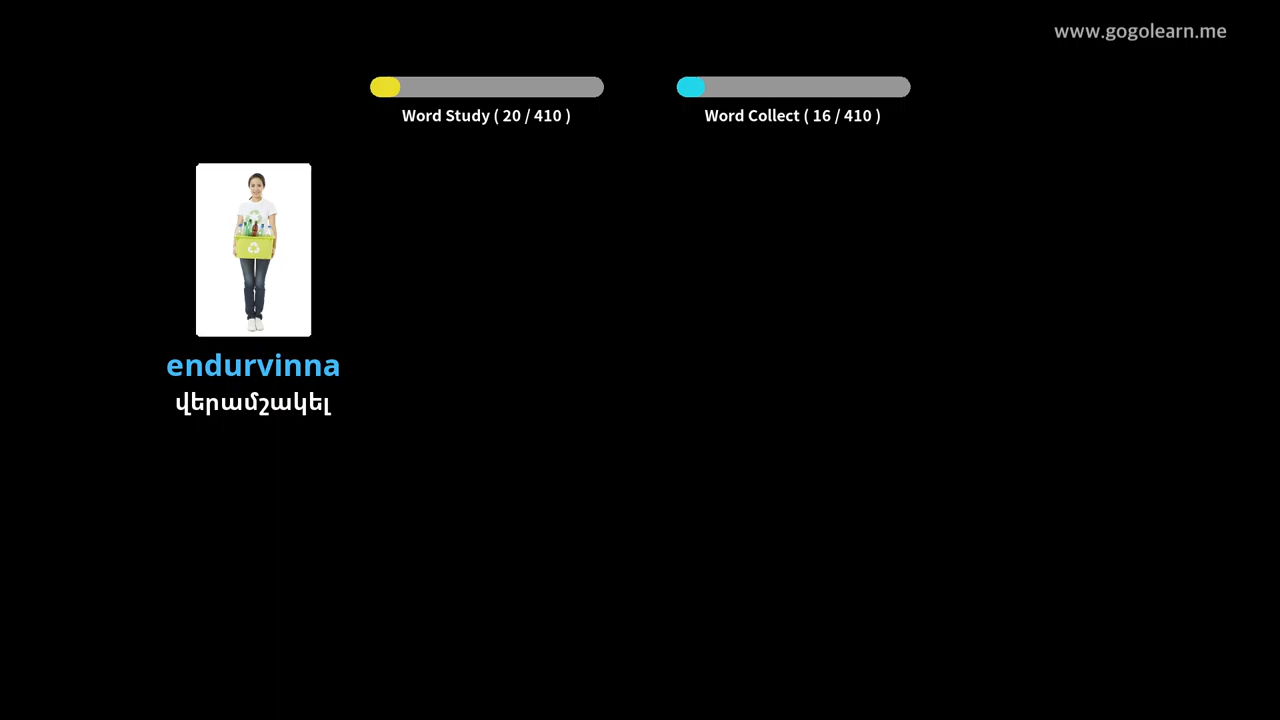 www.gogolearn.me
Word Study ( 20 / 410 )
Word Collect ( 16 / 410 )
endurvinna
վերամշակել